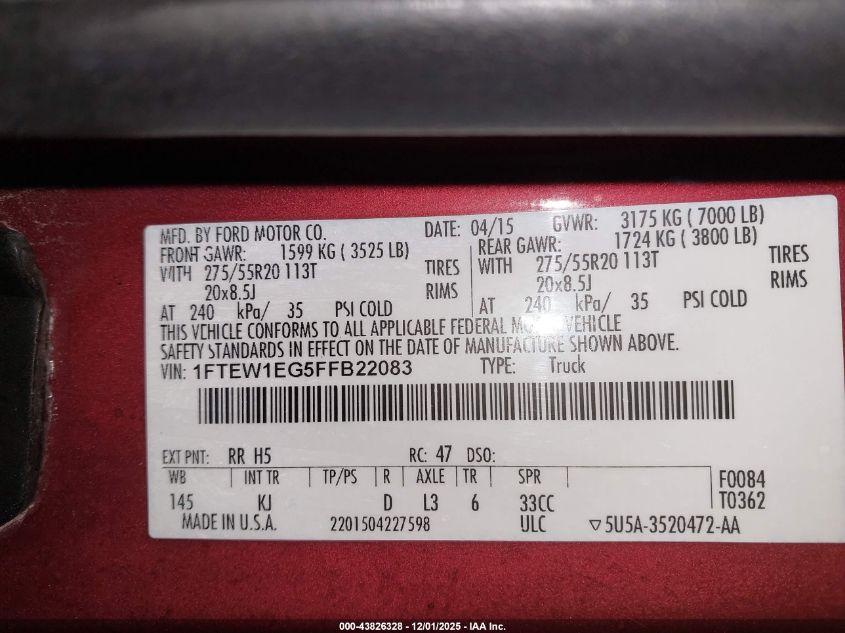 MFD. BY FORD MOTOR CO. DATE: 04/15 GVWR: 3175 KG ( 7000 LB)
FRONT GAWR: 1599 KG ( 3525 LB) REAR GAWR: 1724 KG ( 3800 LB)
WITH 275/55R20 113T TIRES WITH 275/55R20 113T TIRES
20x8.5J RIMS 20x8.5J RIMS
AT 240 kPa/ 35 PSI COLD AT 240 kPa/ 35 PSI COLD
THIS VEHICLE CONFORMS TO ALL APPLICABLE FEDERAL VEHICLE
SAFETY STANDARDS IN EFFECT ON THE DATE OF MANUFACTURE SHOWN ABOVE.
VIN: 1FTEW1EG5FFB22083 TYPE: Truck
EXT PNT: RR H5 RC: 47 DSO:
WB INT TR TP/PS R AXLE TR SPR F0084
145 KJ D L3 6 33CC T0362
MADE IN U.S.A. 2201504227598 ULC ▽5U5A-3520472-AA
000-43826328 - 12/01/2025 - IAA Inc.